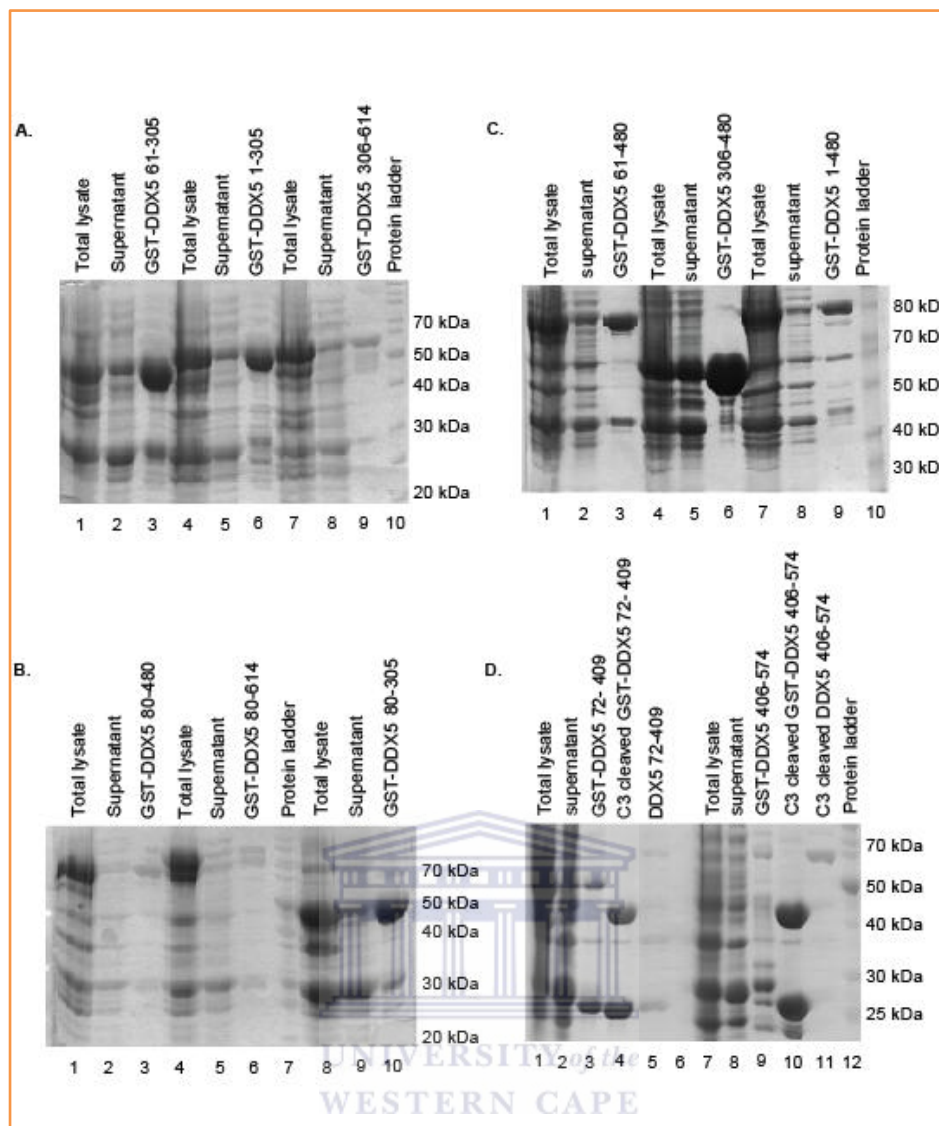 A.
Total lysate
Supernatant
GST-DDX5 61-305
Total lysate
Supernatant
GST-DDX5 1-305
Total lysate
Supernatant
GST-DDX5 306-614
Protein ladder
70 kDa
50 kDa
40 kDa
30 kDa
20 kDa
1 2 3 4 5 6 7 8 9 10
C.
Total lysate
supernatant
GST-DDX5 61-480
Total lysate
supernatant
GST-DDX5 306-480
Total lysate
supernatant
GST-DDX5 1-480
Protein ladder
80 kD
70 kD
50 kD
40 kD
30 kD
1 2 3 4 5 6 7 8 9 10
B.
Total lysate
Supernatant
GST-DDX5 80-480
Total lysate
Supernatant
GST-DDX5 80-614
Protein ladder
Total lysate
Supernatant
GST-DDX5 80-305
70 kDa
50 kDa
40 kDa
30 kDa
20 kDa
1 2 3 4 5 6 7 8 9 10
D.
Total lysate
supernatant
GST-DDX5 72- 409
C3 cleaved GST-DDX5 72- 409
DDX5 72-409
Total lysate
supernatant
GST-DDX5 406-574
C3 cleaved GST-DDX5 406-574
C3 cleaved DDX5 406-574
Protein ladder
70 kDa
50 kDa
40 kDa
30 kDa
25 kDa
1 2 3 4 5 6 7 8 9 10 11 12
UNIVERSITY of the
WESTERN CAPE